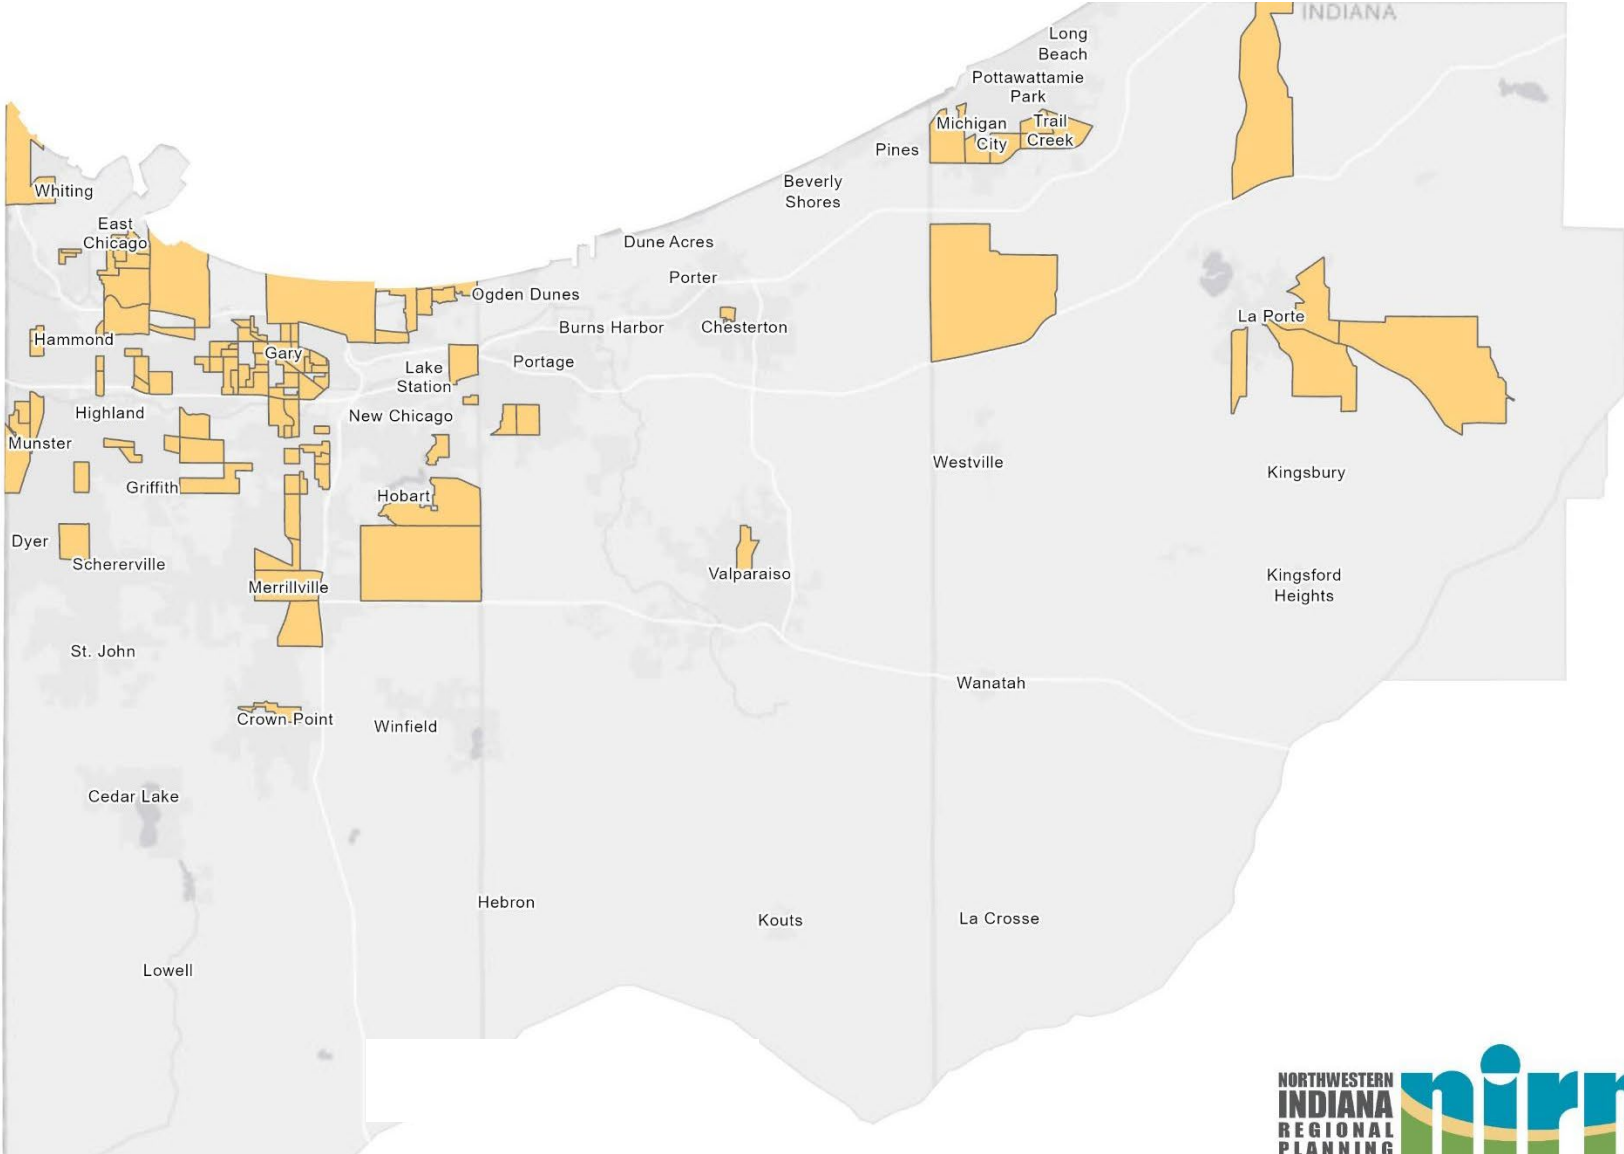 INDIANA
Long
Beach
Pottawattamie
Park
Michigan
City
Trail
Creek
Pines
Whiting
Beverly
Shores
East
Chicago
Dune Acres
Porter
Ogden Dunes
La Porte
Burns Harbor
Chesterton
Hammond
Gary
Portage
Lake
Station
Highland
New Chicago
Munster
Westville
Kingsbury
Griffith
Hobart
Dyer
Schererville
Valparaiso
Kingsford
Heights
Merrillville
St. John
Wanatah
Crown Point
Winfield
Cedar Lake
Hebron
Kouts
La Crosse
Lowell
NORTHWESTERN
INDIANA
REGIONAL
PLANNING